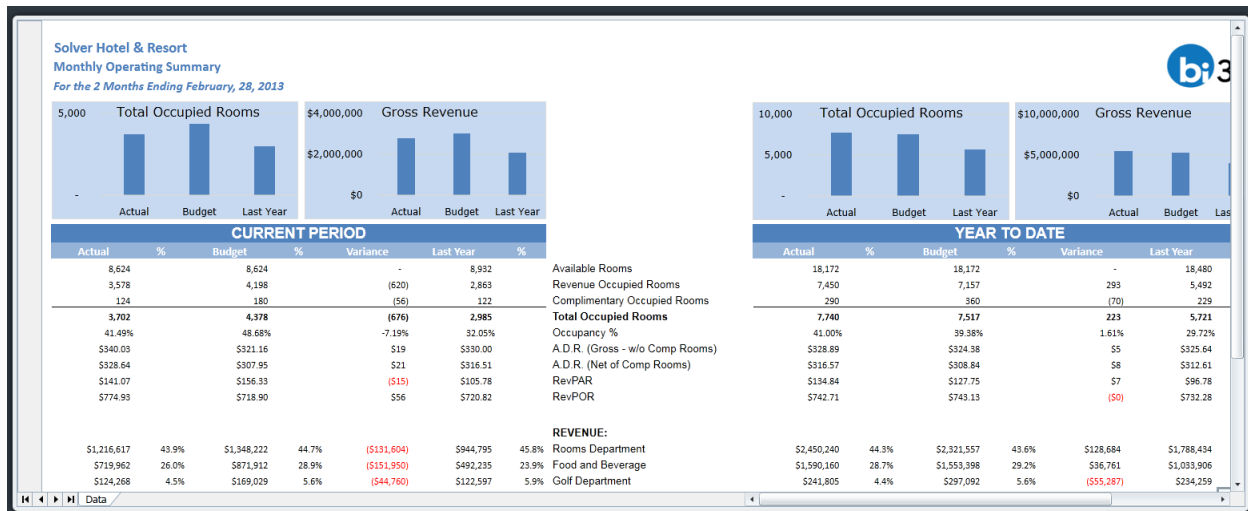 Solver Hotel & Resort
Monthly Operating Summary
For the 2 Months Ending February, 28, 2013
bi 3
5,000 Total Occupied Rooms
-
Actual Budget Last Year
$4,000,000 Gross Revenue
$2,000,000
$0
Actual Budget Last Year
10,000 Total Occupied Rooms
5,000
-
Actual Budget Last Year
$10,000,000 Gross Revenue
$5,000,000
$0
Actual Budget Las
CURRENT PERIOD YEAR TO DATE
Actual % Budget % Variance Last Year % Actual % Budget % Variance Last Year
8,624 8,624 - 8,932 Available Rooms 18,172 18,172 - 18,480
3,578 4,198 (620) 2,863 Revenue Occupied Rooms 7,450 7,157 293 5,492
124 180 (56) 122 Complimentary Occupied Rooms 290 360 (70) 229
3,702 4,378 (676) 2,985 Total Occupied Rooms 7,740 7,517 223 5,721
41.49% 48.68% -7.19% 32.05% Occupancy % 41.00% 39.38% 1.61% 29.72%
$340.03 $321.16 $19 $330.00 A.D.R. (Gross - w/o Comp Rooms) $328.89 $324.38 $5 $325.64
$328.64 $307.95 $21 $316.51 A.D.R. (Net of Comp Rooms) $316.57 $308.84 $8 $312.61
$141.07 $156.33 ($15) $105.78 RevPAR $134.84 $127.75 $7 $96.78
$774.93 $718.90 $56 $720.82 RevPOR $742.71 $743.13 ($0) $732.28
REVENUE:
$1,216,617 43.9% $1,348,222 44.7% ($131,604) $944,795 45.8% Rooms Department $2,450,240 44.3% $2,321,557 43.6% $128,684 $1,788,434
$719,962 26.0% $871,912 28.9% ($151,950) $492,235 23.9% Food and Beverage $1,590,160 28.7% $1,553,398 29.2% $36,761 $1,033,906
$124,268 4.5% $169,029 5.6% ($44,760) $122,597 5.9% Golf Department $241,805 4.4% $297,092 5.6% ($55,287) $234,259
Data